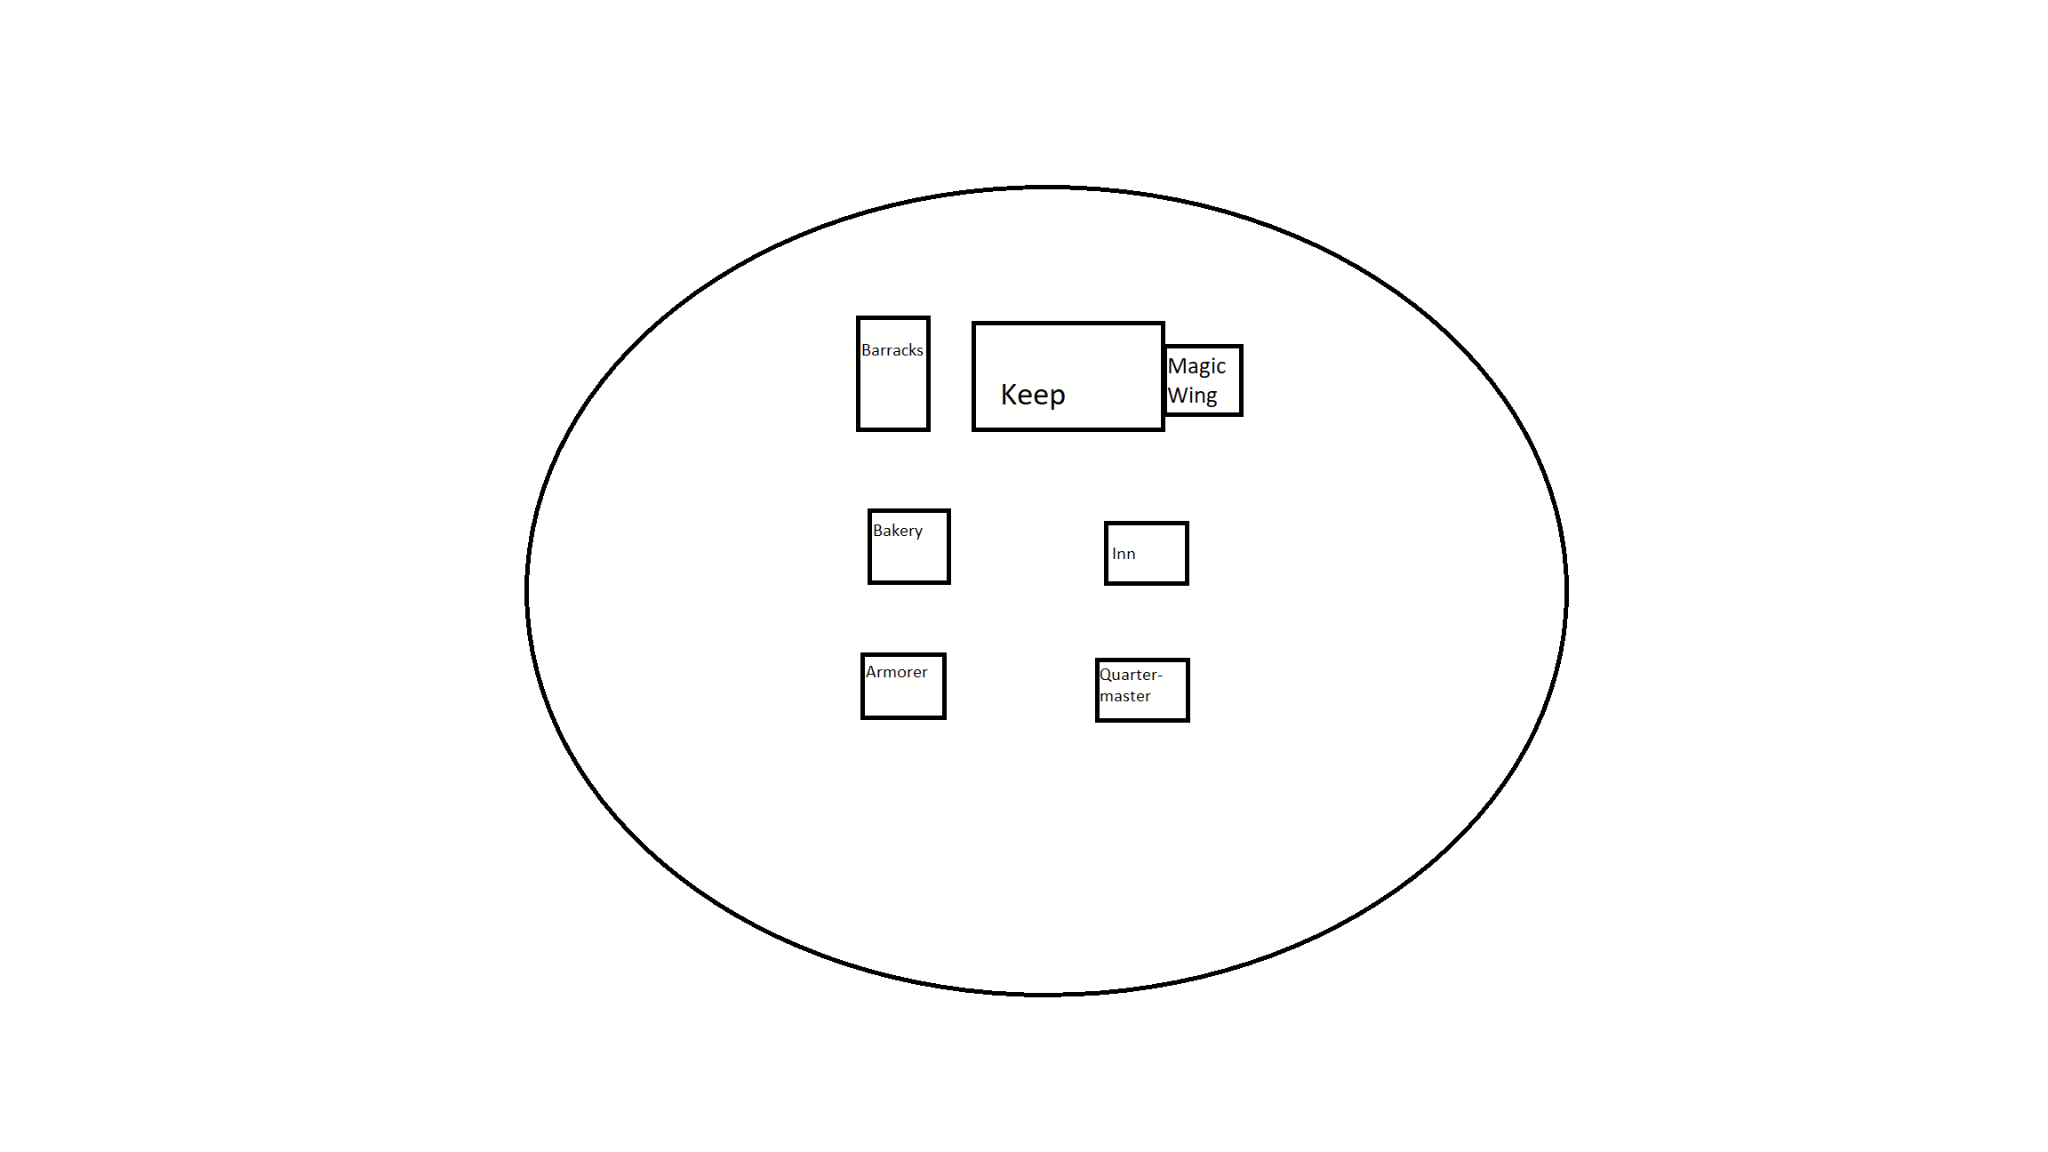 Barracks
Keep
Magic
Wing
Bakery
Inn
Armorer
Quarter-
master